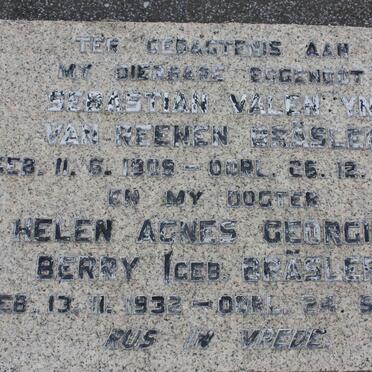 TER GEDAGTENIS AAN
MY DIERBARE EGGENOOT
SEBASTIAN VALENTYN
VAN REENEN BRÄSLER
GEB. 11. 6. 1909 — OORL. 26. 12.
EN MY DOGTER
HELEN AGNES GEORGI
BERRY (GEB. BRÄSLER
GEB. 13. 11. 1932 — OORL. 24.
RUS IN VREDE.